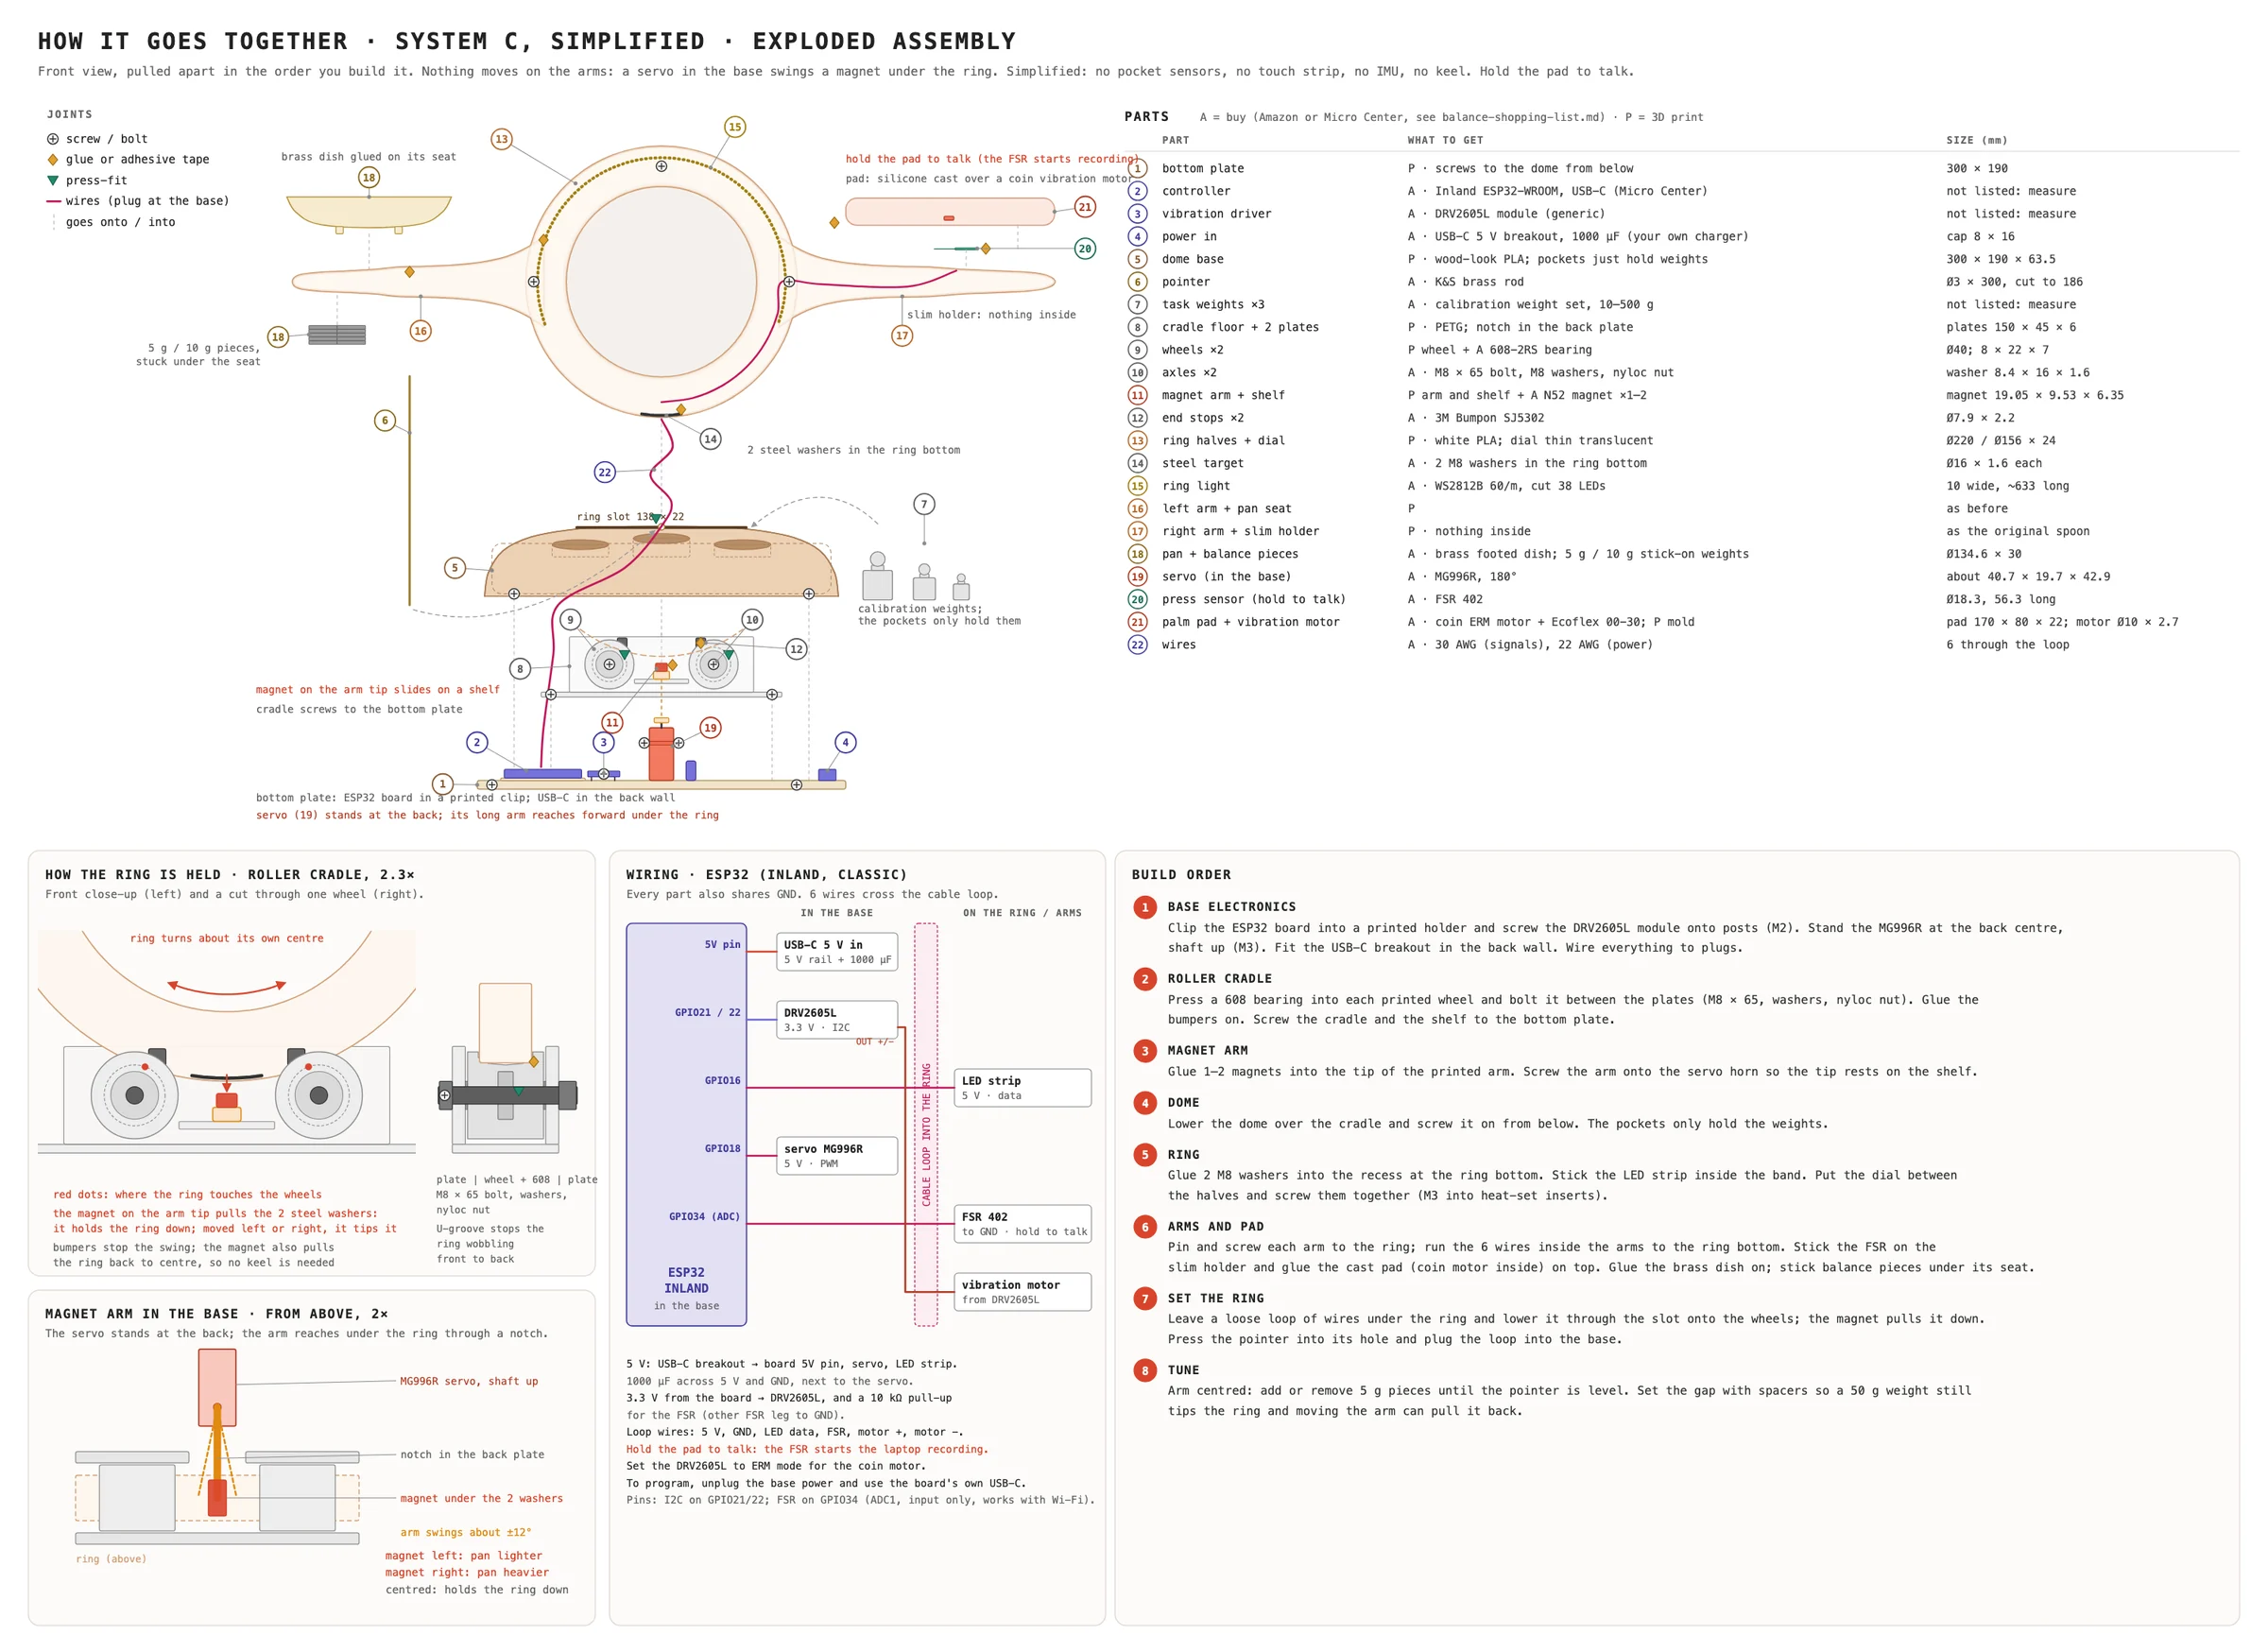 HOW IT GOES TOGETHER · SYSTEM C, SIMPLIFIED · EXPLODED ASSEMBLY
Front view, pulled apart in the order you build it. Nothing moves on the arms: a servo in the base swings a magnet under the ring. Simplified: no pocket sensors, no touch strip, no IMU, no keel. Hold the pad to talk.
JOINTS
screw / bolt
glue or adhesive tape
press-fit
wires (plug at the base)
goes onto / into
brass dish glued on its seat
18
13
15
hold the pad to talk (the FSR starts recording)
pad: silicone cast over a coin vibration motor
21
20
slim holder: nothing inside
17
16
18
5 g / 10 g pieces,
stuck under the seat
6
14
2 steel washers in the ring bottom
22
7
ring slot 138 × 22
5
calibration weights;
the pockets only hold them
9
10
12
8
magnet on the arm tip slides on a shelf
cradle screws to the bottom plate
11
19
2
3
4
1
bottom plate: ESP32 board in a printed clip; USB-C in the back wall
servo (19) stands at the back; its long arm reaches forward under the ring
PARTS A = buy (Amazon or Micro Center, see balance-shopping-list.md) · P = 3D print
PART WHAT TO GET SIZE (mm)
1 bottom plate P · screws to the dome from below 300 × 190
2 controller A · Inland ESP32-WROOM, USB-C (Micro Center) not listed: measure
3 vibration driver A · DRV2605L module (generic) not listed: measure
4 power in A · USB-C 5 V breakout, 1000 µF (your own charger) cap 8 × 16
5 dome base P · wood-look PLA; pockets just hold weights 300 × 190 × 63.5
6 pointer A · K&S brass rod Ø3 × 300, cut to 186
7 task weights ×3 A · calibration weight set, 10–500 g not listed: measure
8 cradle floor + 2 plates P · PETG; notch in the back plate plates 150 × 45 × 6
9 wheels ×2 P wheel + A 608-2RS bearing Ø40; 8 × 22 × 7
10 axles ×2 A · M8 × 65 bolt, M8 washers, nyloc nut washer 8.4 × 16 × 1.6
11 magnet arm + shelf P arm and shelf + A N52 magnet ×1–2 magnet 19.05 × 9.53 × 6.35
12 end stops ×2 A · 3M Bumpon SJ5302 Ø7.9 × 2.2
13 ring halves + dial P · white PLA; dial thin translucent Ø220 / Ø156 × 24
14 steel target A · 2 M8 washers in the ring bottom Ø16 × 1.6 each
15 ring light A · WS2812B 60/m, cut 38 LEDs 10 wide, ~633 long
16 left arm + pan seat P as before
17 right arm + slim holder P · nothing inside as the original spoon
18 pan + balance pieces A · brass footed dish; 5 g / 10 g stick-on weights Ø134.6 × 30
19 servo (in the base) A · MG996R, 180° about 40.7 × 19.7 × 42.9
20 press sensor (hold to talk) A · FSR 402 Ø18.3, 56.3 long
21 palm pad + vibration motor A · coin ERM motor + Ecoflex 00-30; P mold pad 170 × 80 × 22; motor Ø10 × 2.7
22 wires A · 30 AWG (signals), 22 AWG (power) 6 through the loop
HOW THE RING IS HELD · ROLLER CRADLE, 2.3×
Front close-up (left) and a cut through one wheel (right).
ring turns about its own centre
red dots: where the ring touches the wheels
the magnet on the arm tip pulls the 2 steel washers:
it holds the ring down; moved left or right, it tips it
bumpers stop the swing; the magnet also pulls
the ring back to centre, so no keel is needed
plate | wheel + 608 | plate
M8 × 65 bolt, washers,
nyloc nut
U-groove stops the
ring wobbling
front to back
MAGNET ARM IN THE BASE · FROM ABOVE, 2×
The servo stands at the back; the arm reaches under the ring through a notch.
MG996R servo, shaft up
notch in the back plate
magnet under the 2 washers
arm swings about ±12°
ring (above)
magnet left: pan lighter
magnet right: pan heavier
centred: holds the ring down
WIRING · ESP32 (INLAND, CLASSIC)
Every part also shares GND. 6 wires cross the cable loop.
IN THE BASE ON THE RING / ARMS
5V pin
USB-C 5 V in
5 V rail + 1000 µF
GPIO21 / 22
DRV2605L
3.3 V · I2C
OUT +/−
GPIO16
LED strip
5 V · data
CABLE LOOP INTO THE RING
GPIO18
servo MG996R
5 V · PWM
GPIO34 (ADC)
FSR 402
to GND · hold to talk
ESP32
INLAND
in the base
vibration motor
from DRV2605L
5 V: USB-C breakout → board 5V pin, servo, LED strip.
1000 µF across 5 V and GND, next to the servo.
3.3 V from the board → DRV2605L, and a 10 kΩ pull-up
for the FSR (other FSR leg to GND).
Loop wires: 5 V, GND, LED data, FSR, motor +, motor −.
Hold the pad to talk: the FSR starts the laptop recording.
Set the DRV2605L to ERM mode for the coin motor.
To program, unplug the base power and use the board's own USB-C.
Pins: I2C on GPIO21/22; FSR on GPIO34 (ADC1, input only, works with Wi-Fi).
BUILD ORDER
1 BASE ELECTRONICS
Clip the ESP32 board into a printed holder and screw the DRV2605L module onto posts (M2). Stand the MG996R at the back centre,
shaft up (M3). Fit the USB-C breakout in the back wall. Wire everything to plugs.
2 ROLLER CRADLE
Press a 608 bearing into each printed wheel and bolt it between the plates (M8 × 65, washers, nyloc nut). Glue the
bumpers on. Screw the cradle and the shelf to the bottom plate.
3 MAGNET ARM
Glue 1–2 magnets into the tip of the printed arm. Screw the arm onto the servo horn so the tip rests on the shelf.
4 DOME
Lower the dome over the cradle and screw it on from below. The pockets only hold the weights.
5 RING
Glue 2 M8 washers into the recess at the ring bottom. Stick the LED strip inside the band. Put the dial between
the halves and screw them together (M3 into heat-set inserts).
6 ARMS AND PAD
Pin and screw each arm to the ring; run the 6 wires inside the arms to the ring bottom. Stick the FSR on the
slim holder and glue the cast pad (coin motor inside) on top. Glue the brass dish on; stick balance pieces under its seat.
7 SET THE RING
Leave a loose loop of wires under the ring and lower it through the slot onto the wheels; the magnet pulls it down.
Press the pointer into its hole and plug the loop into the base.
8 TUNE
Arm centred: add or remove 5 g pieces until the pointer is level. Set the gap with spacers so a 50 g weight still
tips the ring and moving the arm can pull it back.